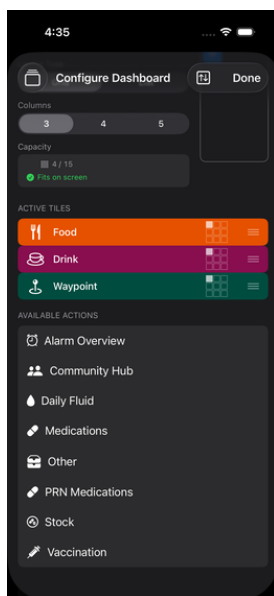 4:35
Configure Dashboard
Done
Columns
3 4 5
Capacity
4 / 15
Fits on screen
ACTIVE TILES
Food
Drink
Waypoint
AVAILABLE ACTIONS
Alarm Overview
Community Hub
Daily Fluid
Medications
Other
PRN Medications
Stock
Vaccination